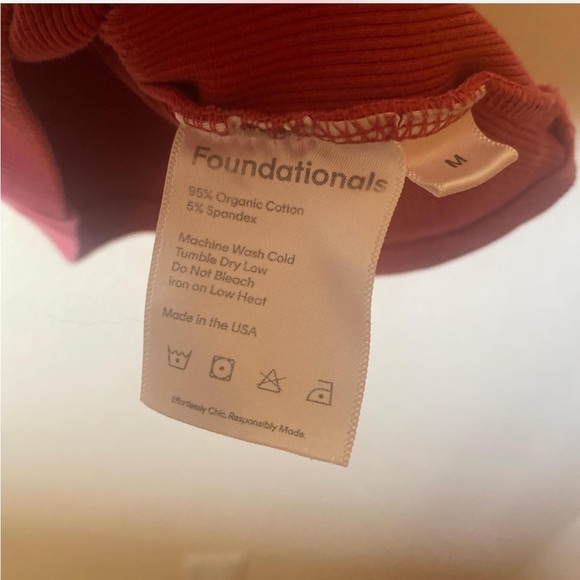 Foundationals
95% Organic Cotton
5% Spandex
Machine Wash Cold
Tumble Dry Low
Do Not Bleach
Iron on Low Heat
Made in the USA
Effortlessly Chic. Responsibly Made.
M